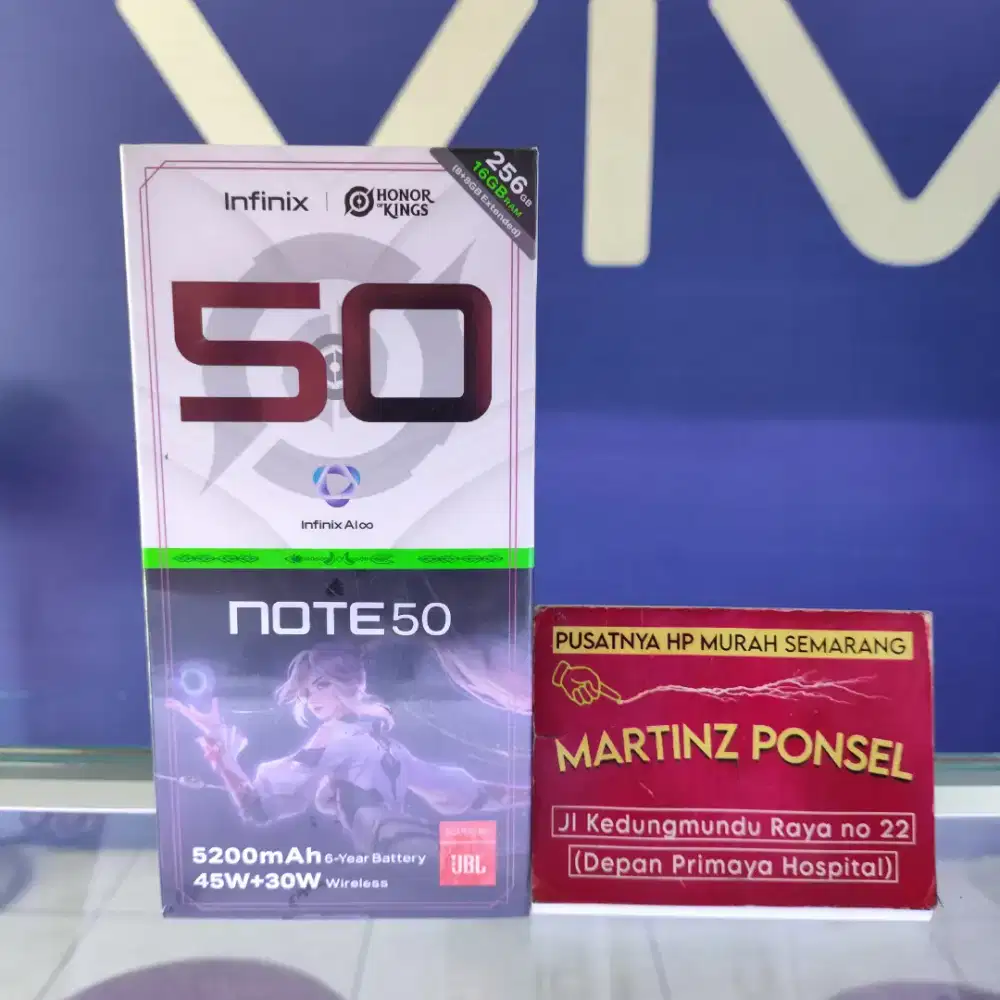 VIV
Infinix
HONOR
OF KINGS
256GB
16GB RAM
(8+8GB Extended)
50
Infinix AI∞
NOTE 50
5200mAh 6-Year Battery
45W+30W Wireless
JBL
PUSATNYA HP MURAH SEMARANG
MARTINZ PONSEL
Jl Kedungmundu Raya no 22
(Depan Primaya Hospital)